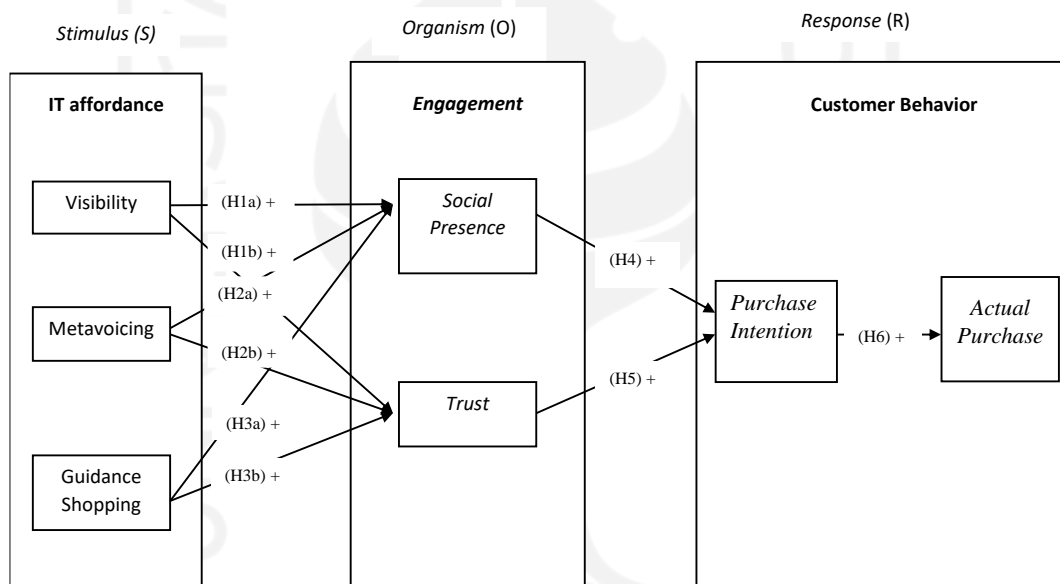 Stimulus (S)
Organism (O)
Response (R)
IT affordance
Engagement
Customer Behavior
Visibility
Metavoicing
Guidance
Shopping
(H1a) +
(H1b) +
(H2a) +
(H2b) +
(H3a) +
(H3b) +
Social
Presence
Trust
(H4) +
(H5) +
Purchase
Intention
(H6) +
Actual
Purchase